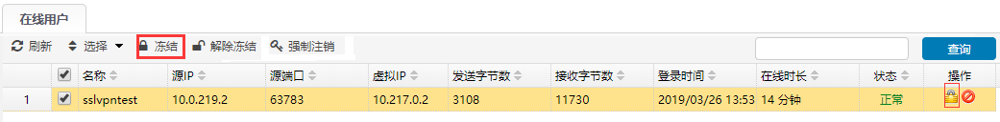 在线用户
刷新 选择 冻结 解除冻结 强制注销 查询
名称 源IP 源端口 虚拟IP 发送字节数 接收字节数 登录时间 在线时长 状态 操作
1 sslvpntest 10.0.219.2 63783 10.217.0.2 3108 11730 2019/03/26 13:53 14 分钟 正常